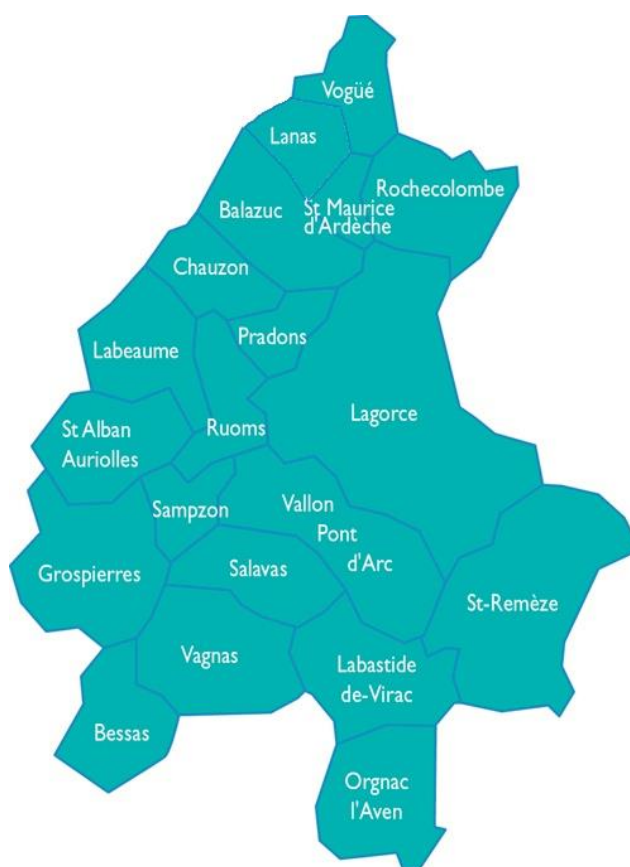 Vogüé
Lanas
Rochecolombe
Balazuc
St Maurice
d'Ardèche
Chauzon
Pradons
Labeaume
Lagorce
Ruoms
St Alban
Auriolles
Vallon
Sampzon
Pont
d'Arc
Salavas
Grospierres
St-Remèze
Vagnas
Labastide
de-Virac
Bessas
Orgnac
l'Aven